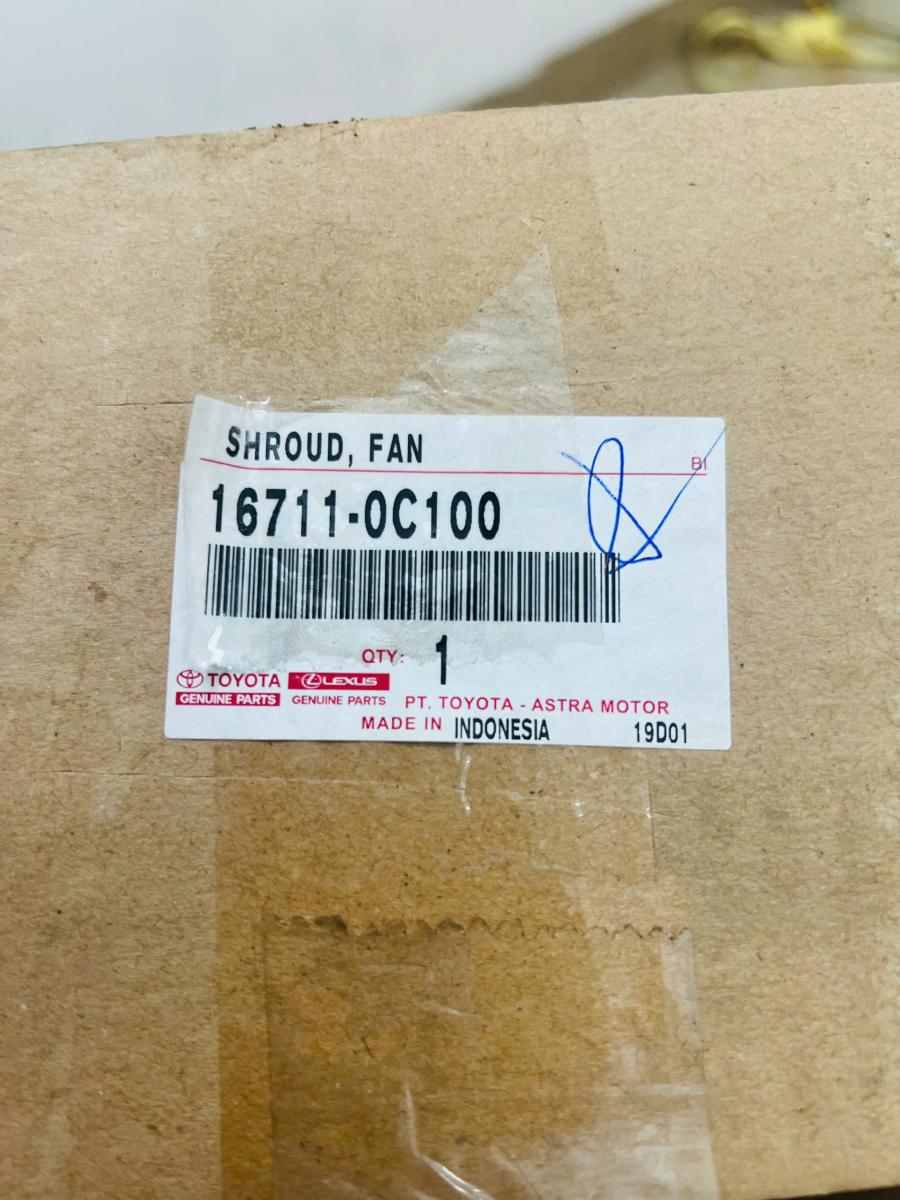 SHROUD, FAN
BI
16711-0C100
QTY: 1
TOYOTA LEXUS
GENUINE PARTS GENUINE PARTS PT. TOYOTA - ASTRA MOTOR
MADE IN INDONESIA 19D01